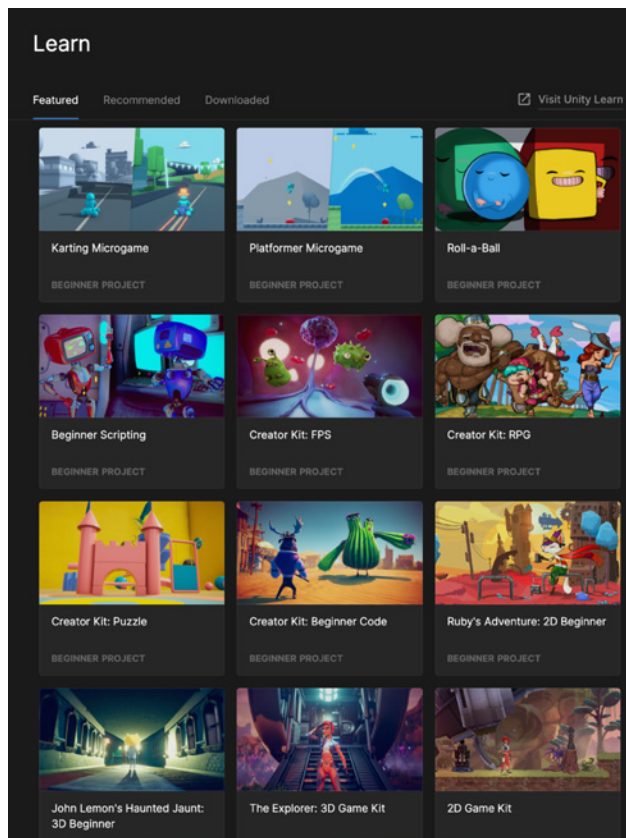 Learn
Featured Recommended Downloaded Visit Unity Learn
Karting Microgame
BEGINNER PROJECT
Platformer Microgame
BEGINNER PROJECT
Roll-a-Ball
BEGINNER PROJECT
Beginner Scripting
BEGINNER PROJECT
Creator Kit: FPS
BEGINNER PROJECT
Creator Kit: RPG
BEGINNER PROJECT
Creator Kit: Puzzle
BEGINNER PROJECT
Creator Kit: Beginner Code
BEGINNER PROJECT
Ruby's Adventure: 2D Beginner
BEGINNER PROJECT
John Lemon's Haunted Jaunt:
3D Beginner
The Explorer: 3D Game Kit
2D Game Kit